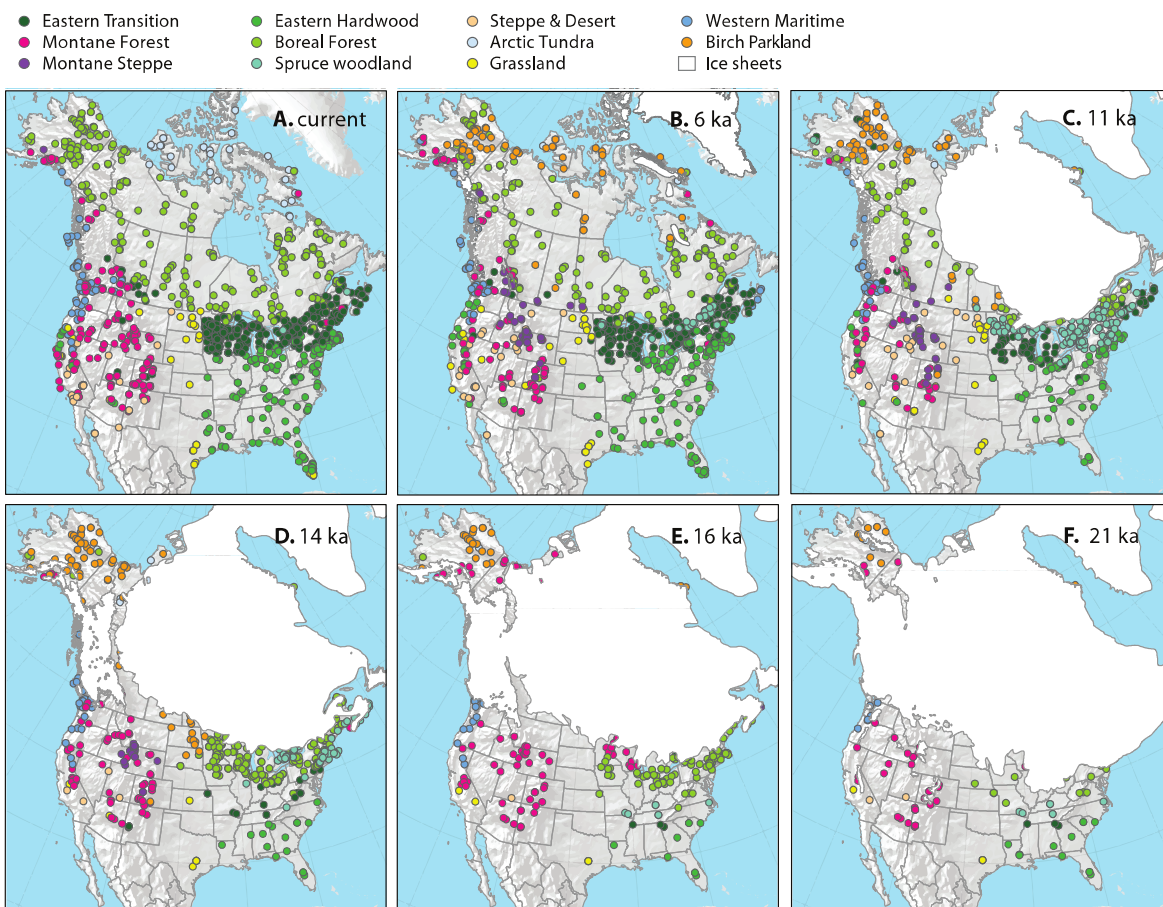 Eastern Transition Eastern Hardwood Steppe & Desert Western Maritime
Montane Forest Boreal Forest Arctic Tundra Birch Parkland
Montane Steppe Spruce woodland Grassland Ice sheets
A. current B. 6 ka C. 11 ka
D. 14 ka E. 16 ka F. 21 ka